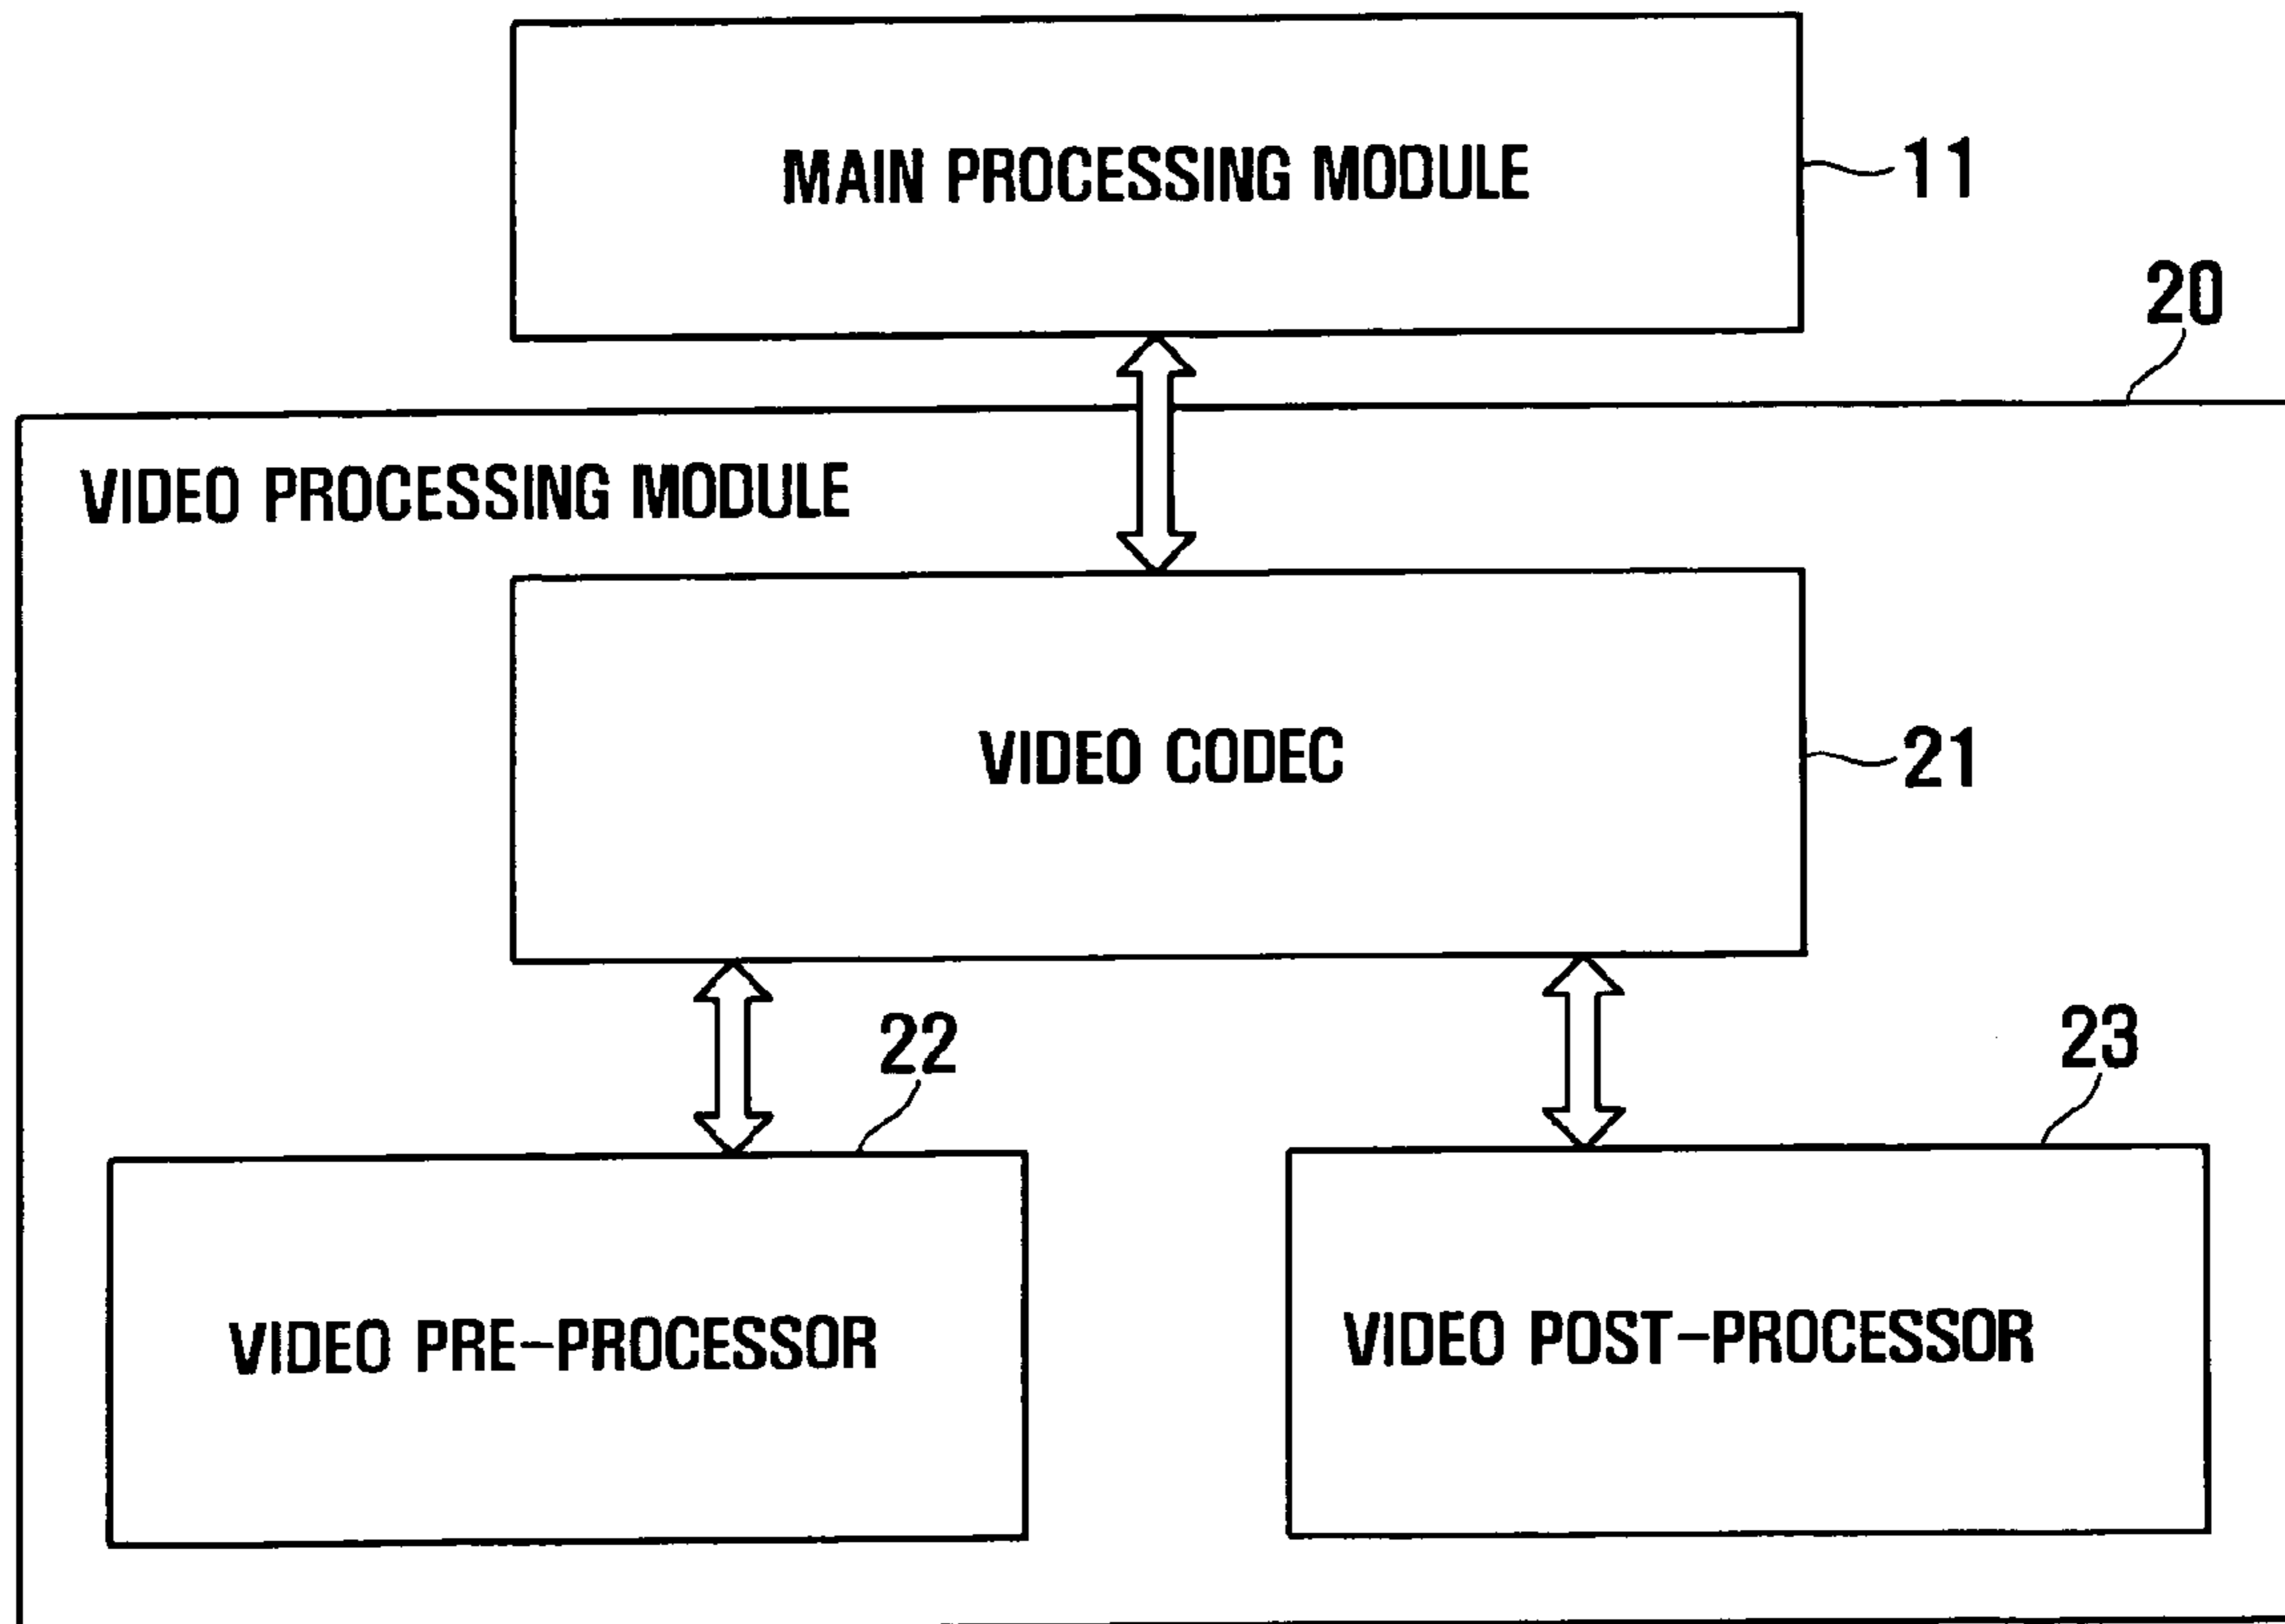 MAIN PROCESSING MODULE
11
20
VIDEO PROCESSING MODULE
VIDEO CODEC
21
22
23
VIDEO PRE-PROCESSOR
VIDEO POST-PROCESSOR